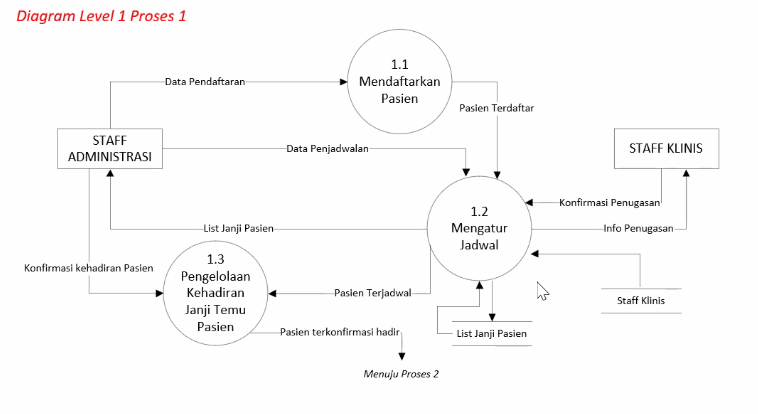 Diagram Level 1 Proses 1
1.1
Mendaftarkan
Pasien
Data Pendaftaran
Pasien Terdaftar
STAFF
ADMINISTRASI
Data Penjadwalan
STAFF KLINIS
1.2
Mengatur
Jadwal
Konfirmasi Penugasan
List Janji Pasien
Info Penugasan
1.3
Pengelolaan
Kehadiran
Janji Temu
Pasien
Konfirmasi kehadiran Pasien
Pasien Terjadwal
Staff Klinis
Pasien terkonfirmasi hadir
List Janji Pasien
Menuju Proses 2